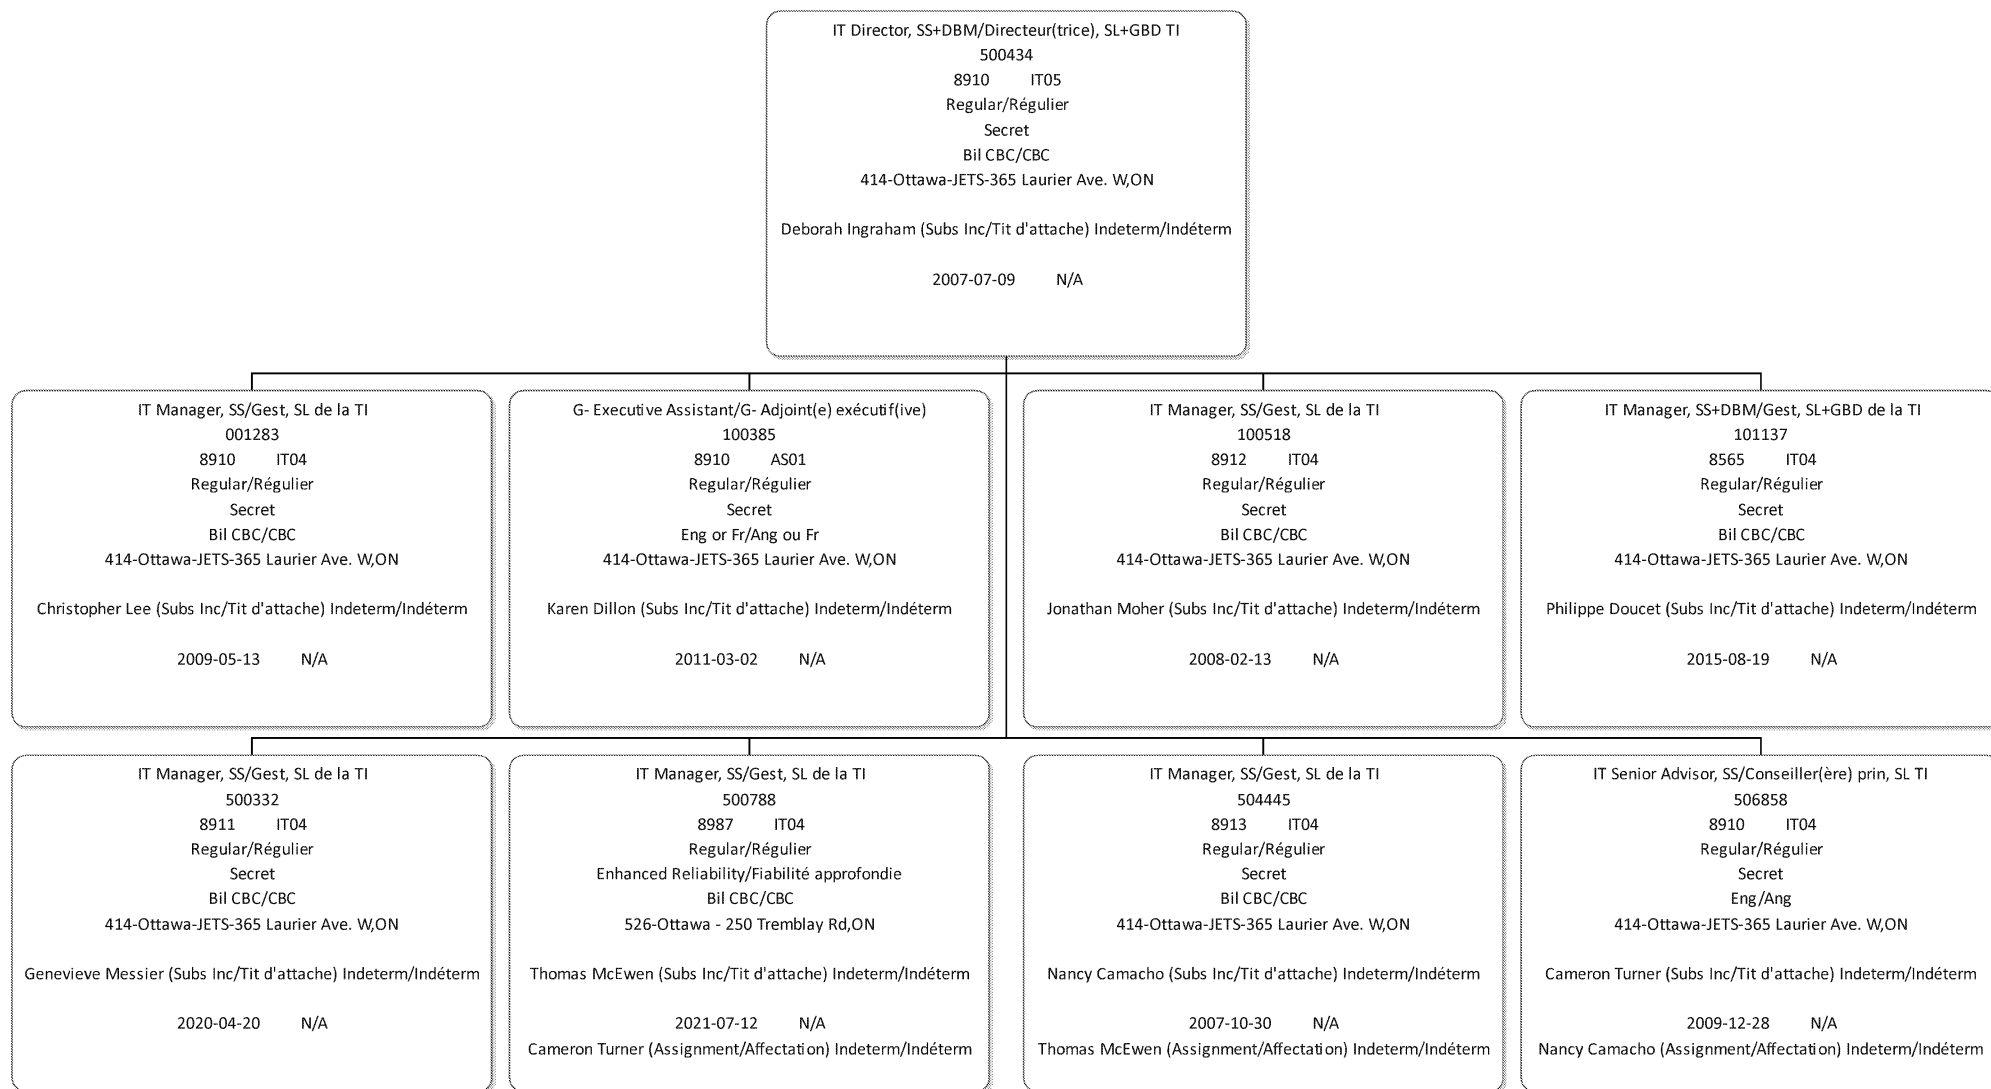 IT Director, SS+DBM/Directeur(trice), SL+GBD TI
500434
8910 IT05
Regular/Régulier
Secret
Bil CBC/CBC
414-Ottawa-JETS-365 Laurier Ave. W,ON
Deborah Ingraham (Subs Inc/Tit d'attache) Indeterm/Indéterm
2007-07-09 N/A
IT Manager, SS/Gest, SL de la TI
001283
8910 IT04
Regular/Régulier
Secret
Bil CBC/CBC
414-Ottawa-JETS-365 Laurier Ave. W,ON
Christopher Lee (Subs Inc/Tit d'attache) Indeterm/Indéterm
2009-05-13 N/A
G- Executive Assistant/G- Adjoint(e) exécutif(ive)
100385
8910 AS01
Regular/Régulier
Secret
Eng or Fr/Ang ou Fr
414-Ottawa-JETS-365 Laurier Ave. W,ON
Karen Dillon (Subs Inc/Tit d'attache) Indeterm/Indéterm
2011-03-02 N/A
IT Manager, SS/Gest, SL de la TI
100518
8912 IT04
Regular/Régulier
Secret
Bil CBC/CBC
414-Ottawa-JETS-365 Laurier Ave. W,ON
Jonathan Moher (Subs Inc/Tit d'attache) Indeterm/Indéterm
2008-02-13 N/A
IT Manager, SS+DBM/Gest, SL+GBD de la TI
101137
8565 IT04
Regular/Régulier
Secret
Bil CBC/CBC
414-Ottawa-JETS-365 Laurier Ave. W,ON
Philippe Doucet (Subs Inc/Tit d'attache) Indeterm/Indéterm
2015-08-19 N/A
IT Manager, SS/Gest, SL de la TI
500332
8911 IT04
Regular/Régulier
Secret
Bil CBC/CBC
414-Ottawa-JETS-365 Laurier Ave. W,ON
Genevieve Messier (Subs Inc/Tit d'attache) Indeterm/Indéterm
2020-04-20 N/A
IT Manager, SS/Gest, SL de la TI
500788
8987 IT04
Regular/Régulier
Enhanced Reliability/Fiabilité approfondie
Bil CBC/CBC
526-Ottawa - 250 Tremblay Rd,ON
Thomas McEwen (Subs Inc/Tit d'attache) Indeterm/Indéterm
2021-07-12 N/A
Cameron Turner (Assignment/Affectation) Indeterm/Indéterm
IT Manager, SS/Gest, SL de la TI
504445
8913 IT04
Regular/Régulier
Secret
Bil CBC/CBC
414-Ottawa-JETS-365 Laurier Ave. W,ON
Nancy Camacho (Subs Inc/Tit d'attache) Indeterm/Indéterm
2007-10-30 N/A
Thomas McEwen (Assignment/Affectation) Indeterm/Indéterm
IT Senior Advisor, SS/Conseiller(ère) prin, SL TI
506858
8910 IT04
Regular/Régulier
Secret
Eng/Ang
414-Ottawa-JETS-365 Laurier Ave. W,ON
Cameron Turner (Subs Inc/Tit d'attache) Indeterm/Indéterm
2009-12-28 N/A
Nancy Camacho (Assignment/Affectation) Indeterm/Indéterm